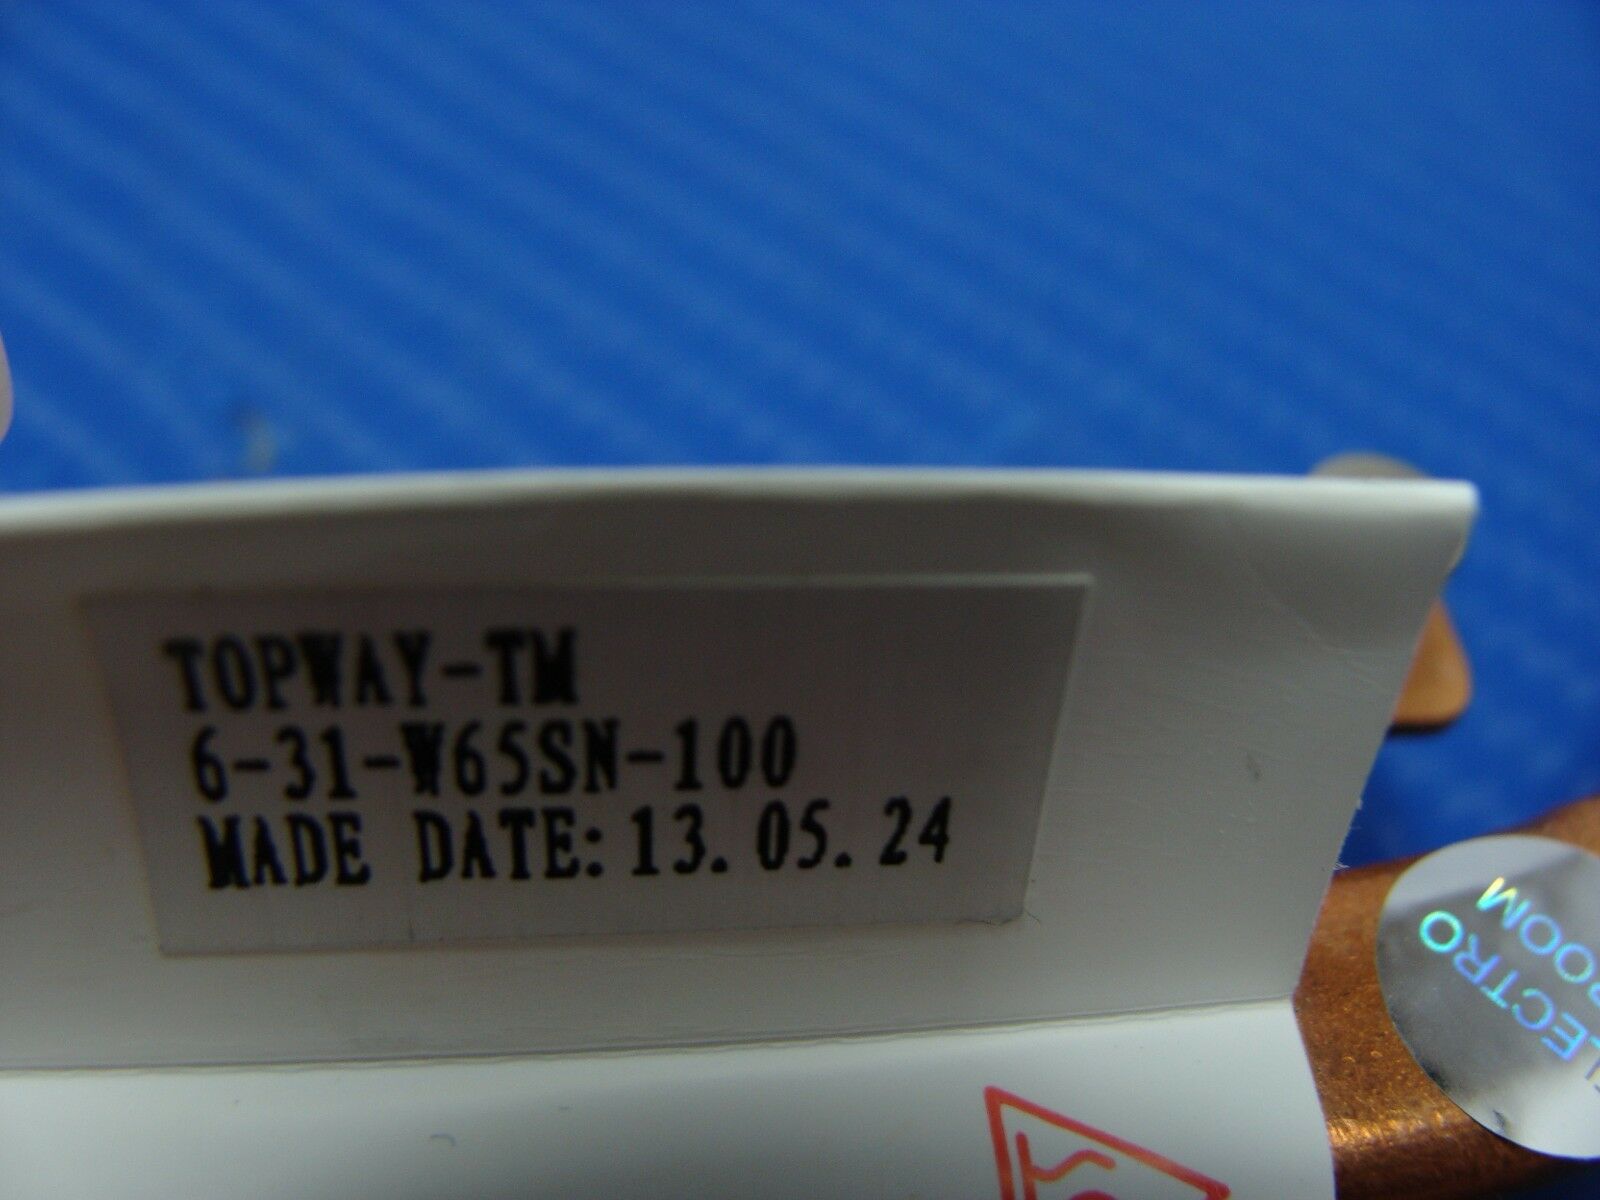 TOPWAY-TM
6-31-W65SN-100
MADE DATE: 13. 05. 24